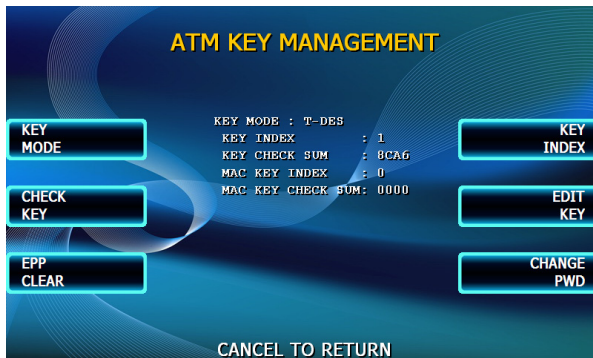 ATM KEY MANAGEMENT
KEY MODE : T-DES
KEY INDEX : 1
KEY CHECK SUM : 8CA6
MAC KEY INDEX : 0
MAC KEY CHECK SUM: 0000
KEY
MODE
KEY
INDEX
CHECK
KEY
EDIT
KEY
EPP
CLEAR
CHANGE
PWD
CANCEL TO RETURN